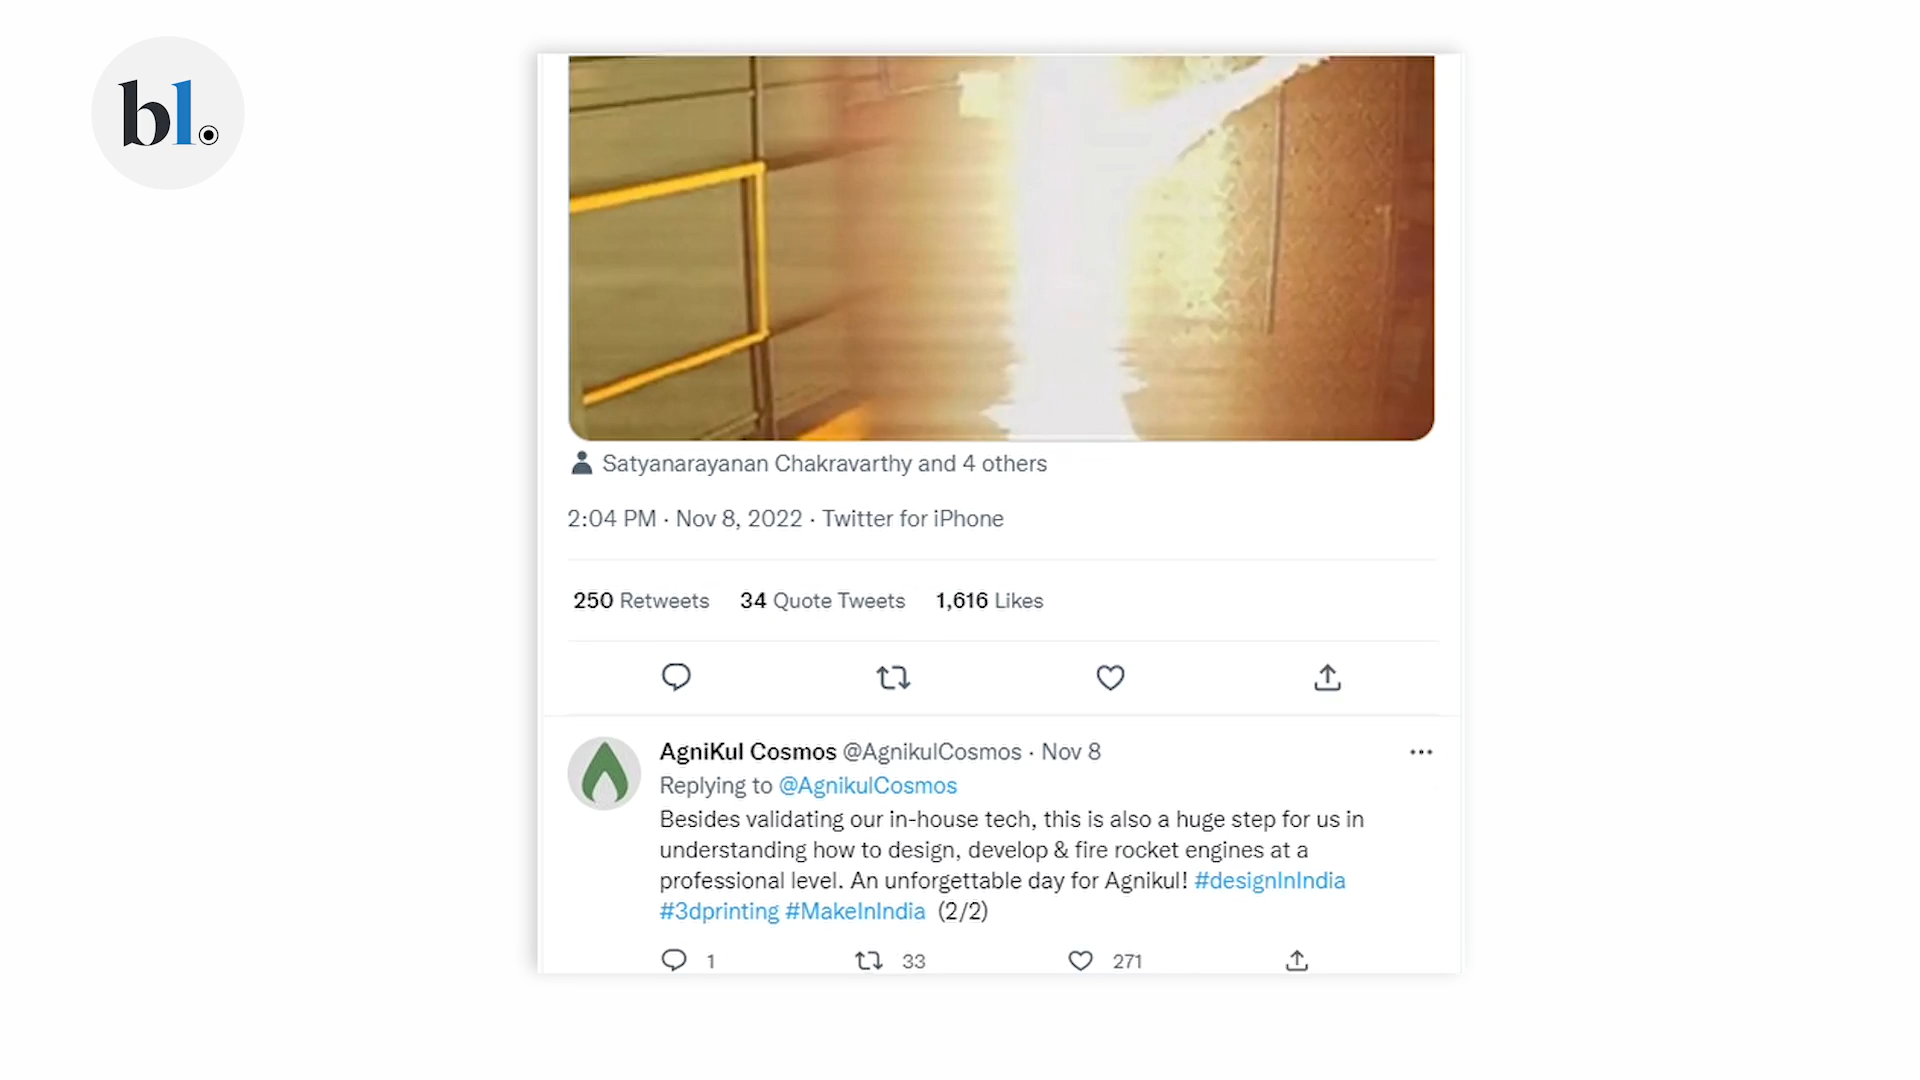 bl.
Satyanarayanan Chakravarthy and 4 others
2:04 PM · Nov 8, 2022 · Twitter for iPhone
250 Retweets 34 Quote Tweets 1,616 Likes
AgniKul Cosmos @AgnikulCosmos · Nov 8
Replying to @AgnikulCosmos
Besides validating our in-house tech, this is also a huge step for us in
understanding how to design, develop & fire rocket engines at a
professional level. An unforgettable day for Agnikul! #designInIndia
#3dprinting #MakeInIndia (2/2)
1 33 271